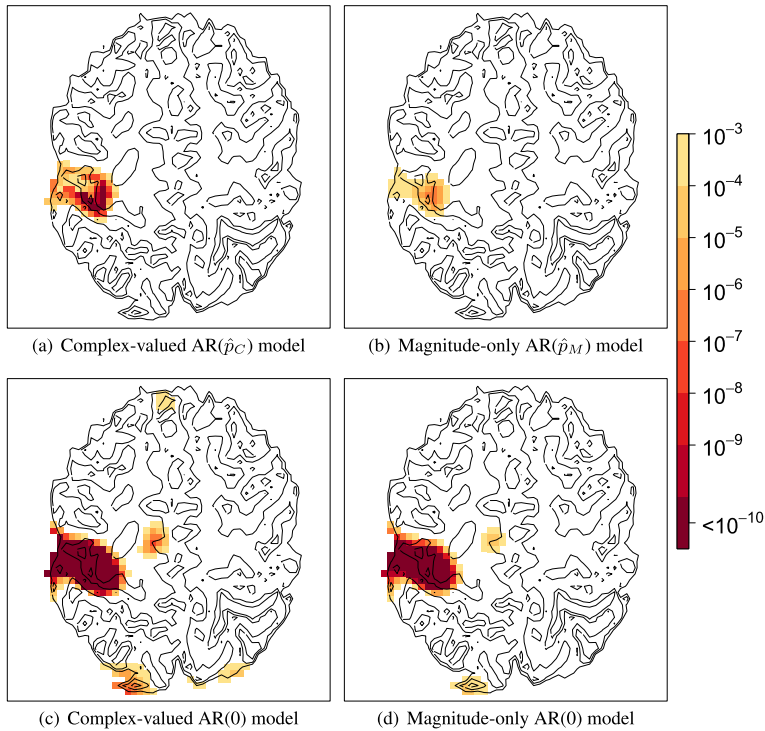 (a) Complex-valued AR(p̂_C) model
(b) Magnitude-only AR(p̂_M) model
10⁻³
10⁻⁴
10⁻⁵
10⁻⁶
10⁻⁷
10⁻⁸
10⁻⁹
<10⁻¹⁰
(c) Complex-valued AR(0) model
(d) Magnitude-only AR(0) model